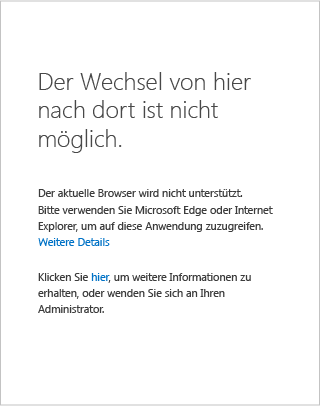 Der Wechsel von hier
nach dort ist nicht
möglich.
Der aktuelle Browser wird nicht unterstützt.
Bitte verwenden Sie Microsoft Edge oder Internet
Explorer, um auf diese Anwendung zuzugreifen.
Weitere Details
Klicken Sie hier, um weitere Informationen zu
erhalten, oder wenden Sie sich an Ihren
Administrator.